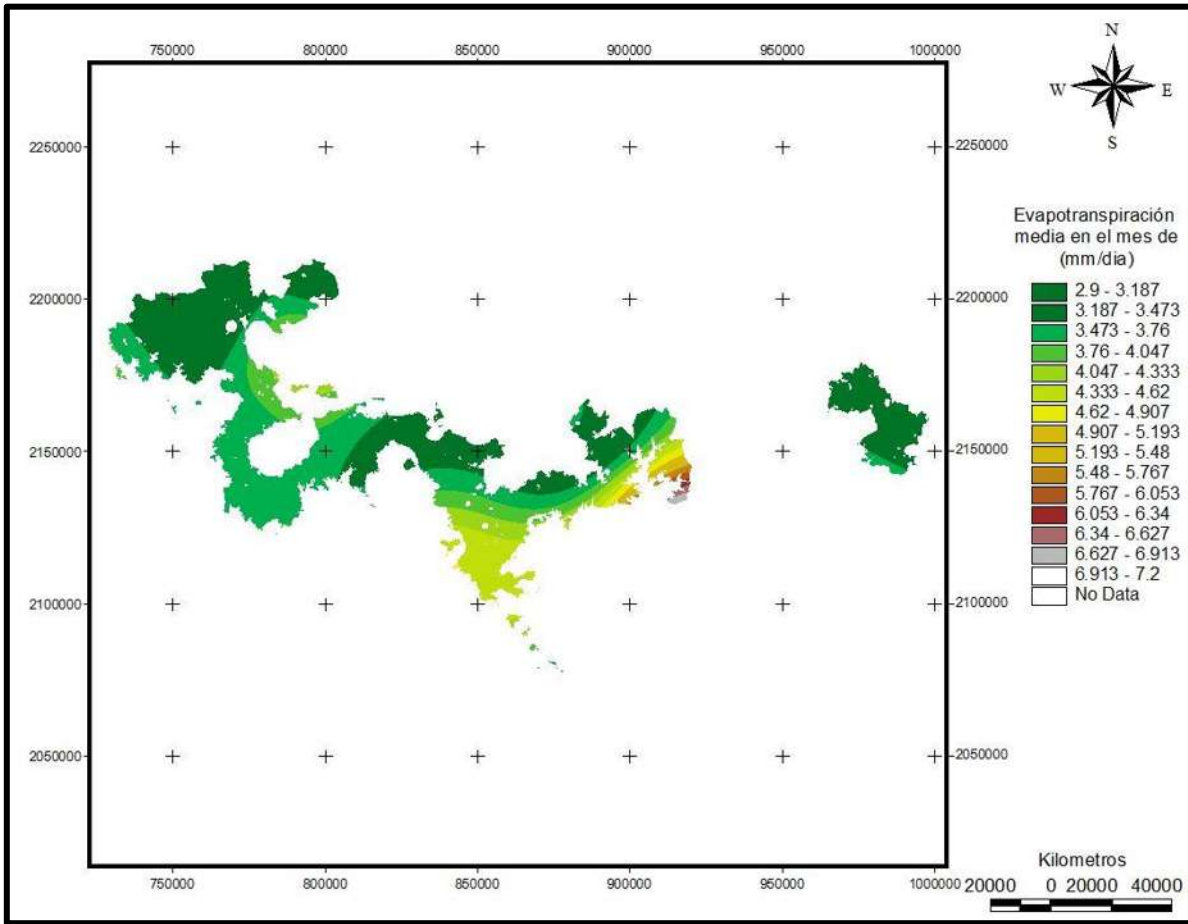 N
W E
S
750000 800000 850000 900000 950000 1000000
2250000 2250000
2200000 2200000
2150000 2150000
2100000 2100000
2050000 2050000
750000 800000 850000 900000 950000 1000000
Evapotranspiración
media en el mes de
(mm/dia)
2.9 - 3.187
3.187 - 3.473
3.473 - 3.76
3.76 - 4.047
4.047 - 4.333
4.333 - 4.62
4.62 - 4.907
4.907 - 5.193
5.193 - 5.48
5.48 - 5.767
5.767 - 6.053
6.053 - 6.34
6.34 - 6.627
6.627 - 6.913
6.913 - 7.2
No Data
Kilometros
20000 0 20000 40000